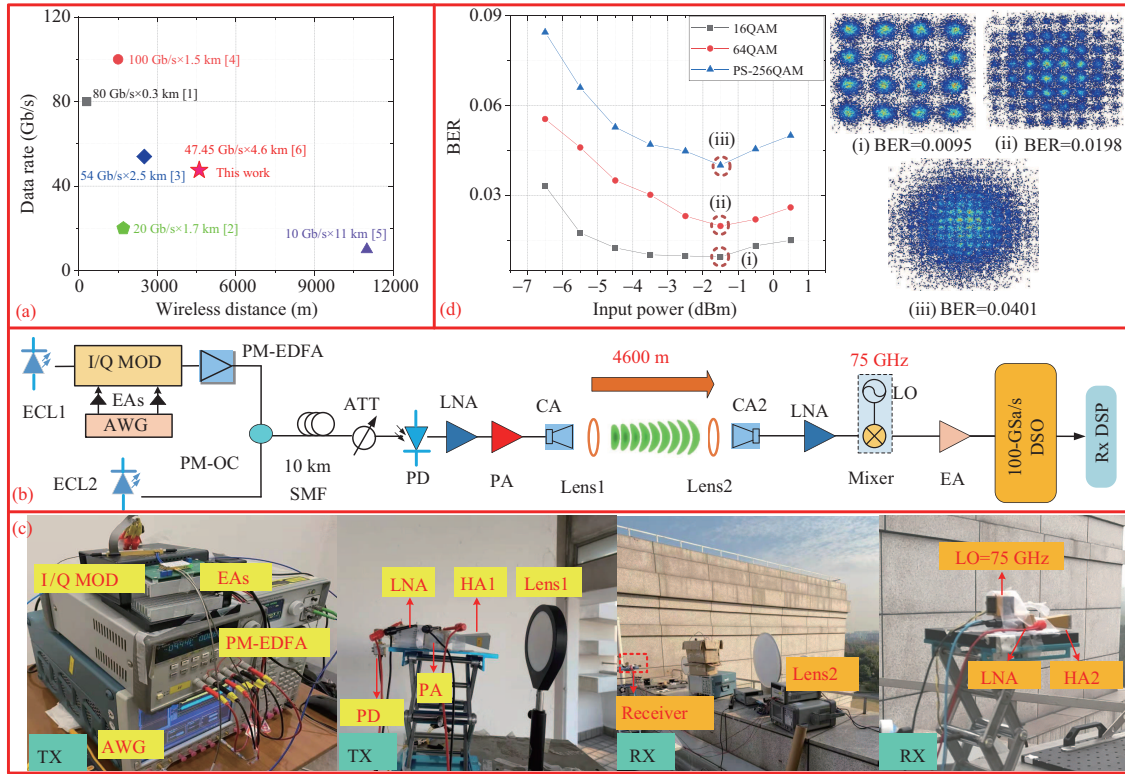 120
80
40
0
Data rate (Gb/s)
100 Gb/s×1.5 km [4]
80 Gb/s×0.3 km [1]
47.45 Gb/s×4.6 km [6]
This work
54 Gb/s×2.5 km [3]
20 Gb/s×1.7 km [2]
10 Gb/s×11 km [5]
0 3000 6000 9000 12000
Wireless distance (m)
(a)
0.09
0.06
0.03
BER
16QAM
64QAM
PS-256QAM
(iii)
(ii)
(i)
−7 −6 −5 −4 −3 −2 −1 0 1
Input power (dBm)
(d)
(i) BER=0.0095
(ii) BER=0.0198
(iii) BER=0.0401
I/Q MOD
PM-EDFA
ECL1
EAs
AWG
PM-OC
ECL2
10 km
SMF
ATT
PD
LNA
PA
CA
Lens1
4600 m
Lens2
CA2
LNA
75 GHz
LO
Mixer
EA
100-GSa/s
DSO
Rx DSP
(b)
(c)
I/Q MOD
EAs
PM-EDFA
AWG
TX
LNA
HA1
Lens1
PA
PD
TX
Lens2
Receiver
RX
LO=75 GHz
LNA
HA2
RX